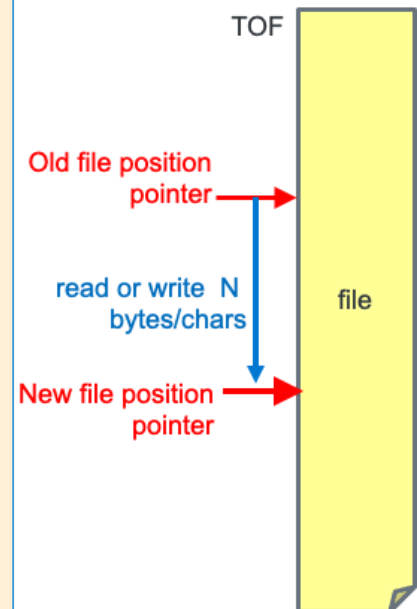 TOF
Old file position
pointer
read or write N
bytes/chars
file
New file position
pointer